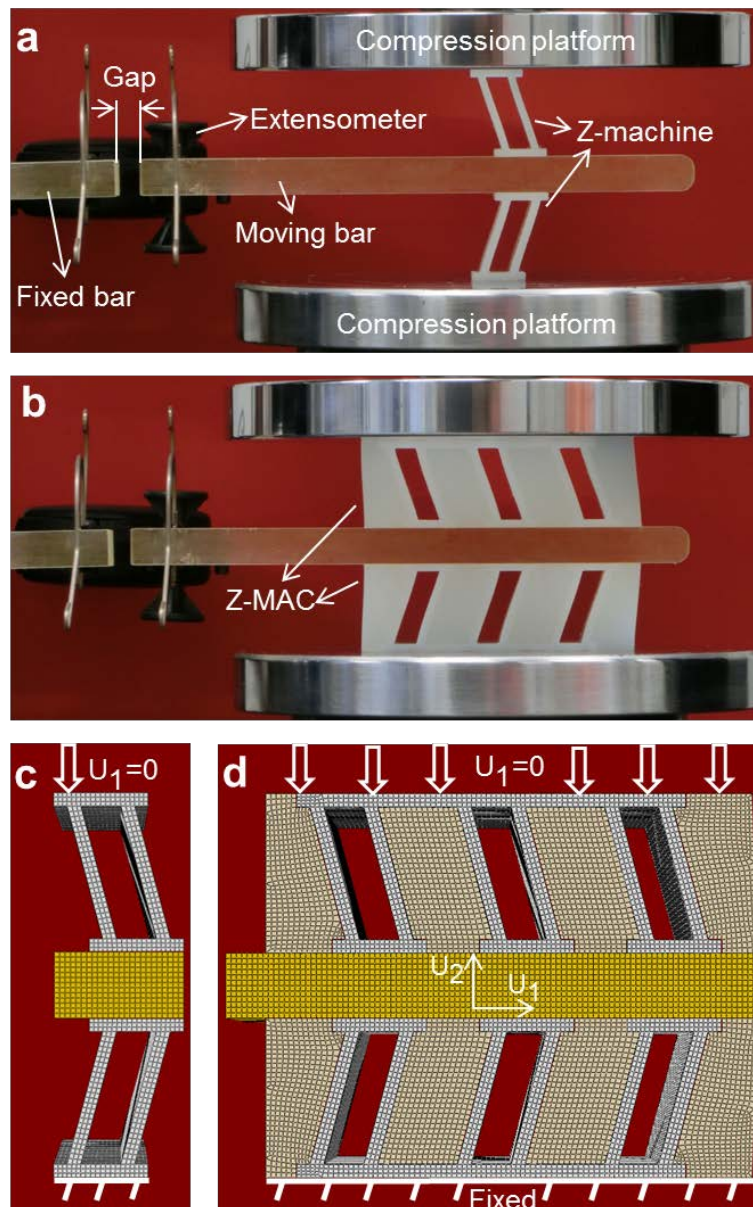 a
Compression platform
Gap
Extensometer
Z-machine
Moving bar
Fixed bar
Compression platform
b
Z-MAC
c
U1=0
d
U1=0
U2
U1
Fixed